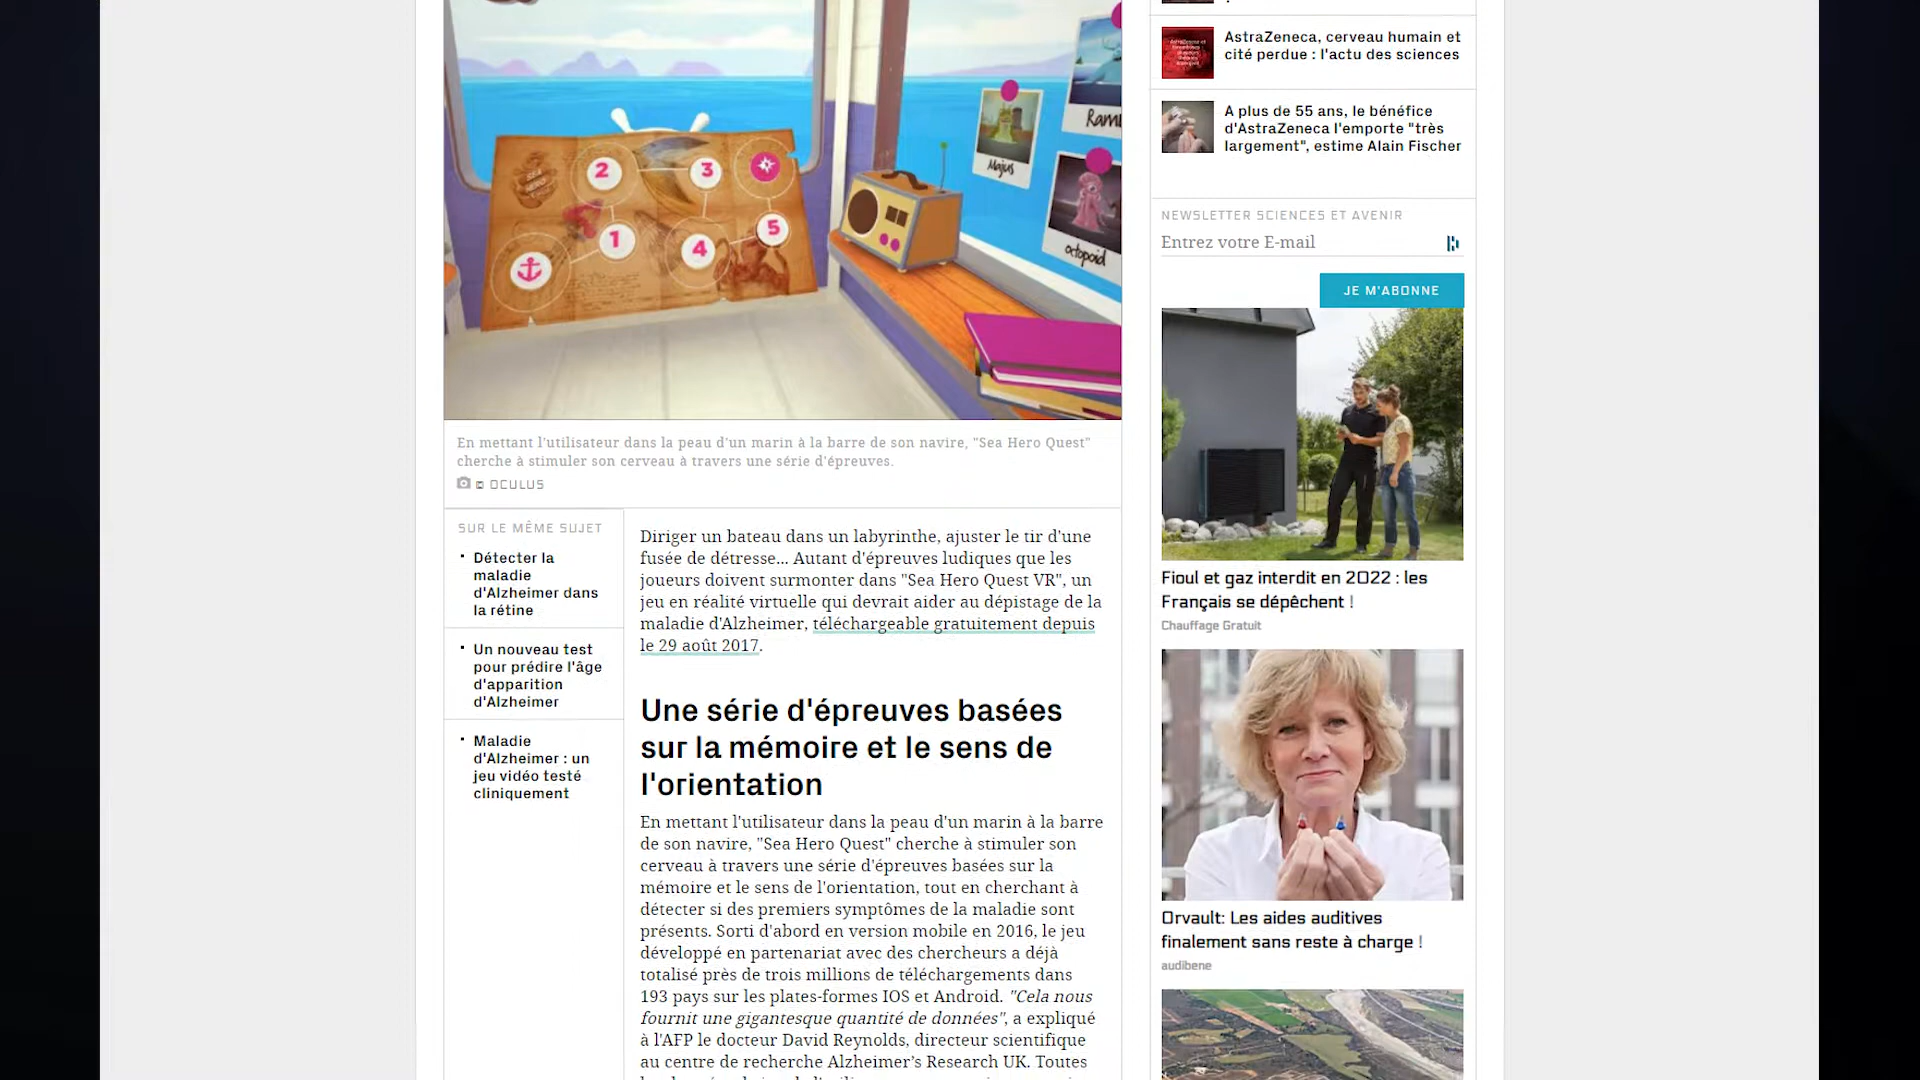 2
3
1
4
5
Majus
Octopoid
En mettant l'utilisateur dans la peau d'un marin à la barre de son navire, "Sea Hero Quest"
cherche à stimuler son cerveau à travers une série d'épreuves.
© OCULUS
SUR LE MÊME SUJET
Détecter la
maladie
d'Alzheimer dans
la rétine
Un nouveau test
pour prédire l'âge
d'apparition
d'Alzheimer
Maladie
d'Alzheimer : un
jeu vidéo testé
cliniquement
Diriger un bateau dans un labyrinthe, ajuster le tir d'une
fusée de détresse... Autant d'épreuves ludiques que les
joueurs doivent surmonter dans "Sea Hero Quest VR", un
jeu en réalité virtuelle qui devrait aider au dépistage de la
maladie d'Alzheimer, téléchargeable gratuitement depuis
le 29 août 2017.
Une série d'épreuves basées
sur la mémoire et le sens de
l'orientation
En mettant l'utilisateur dans la peau d'un marin à la barre
de son navire, "Sea Hero Quest" cherche à stimuler son
cerveau à travers une série d'épreuves basées sur la
mémoire et le sens de l'orientation, tout en cherchant à
détecter si des premiers symptômes de la maladie sont
présents. Sorti d'abord en version mobile en 2016, le jeu
développé en partenariat avec des chercheurs a déjà
totalisé près de trois millions de téléchargements dans
193 pays sur les plates-formes IOS et Android. "Cela nous
fournit une gigantesque quantité de données", a expliqué
à l'AFP le docteur David Reynolds, directeur scientifique
au centre de recherche Alzheimer's Research UK. Toutes
AstraZeneca, cerveau humain et
cité perdue : l'actu des sciences
A plus de 55 ans, le bénéfice
d'AstraZeneca l'emporte "très
largement", estime Alain Fischer
NEWSLETTER SCIENCES ET AVENIR
Entrez votre E-mail
JE M'ABONNE
Fioul et gaz interdit en 2022 : les
Français se dépêchent !
Chauffage Gratuit
Orvault: Les aides auditives
finalement sans reste à charge !
audibene